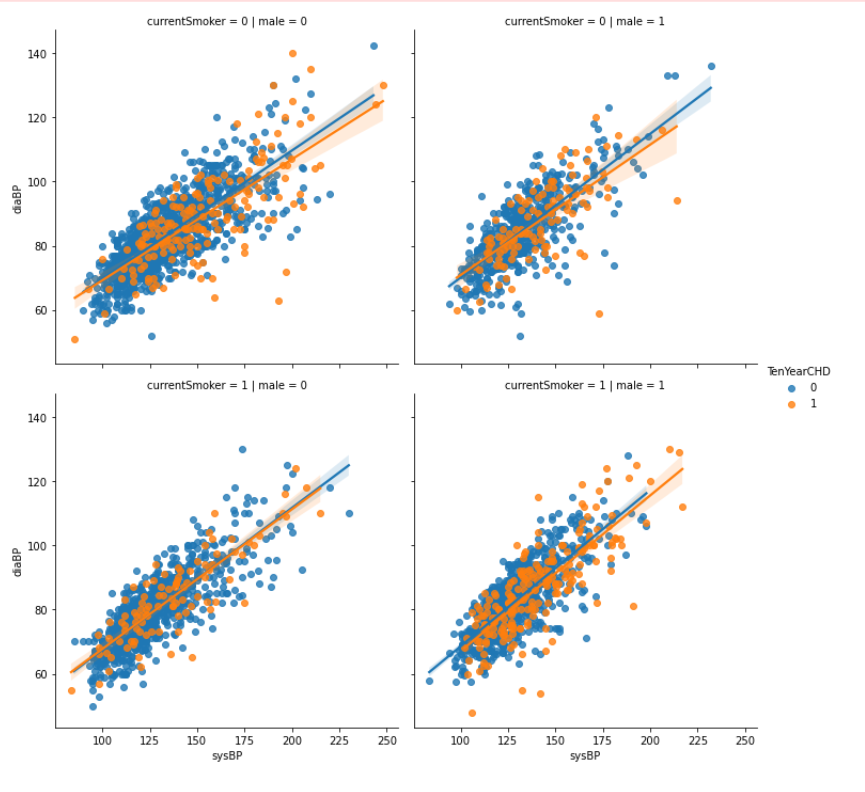 currentSmoker = 0 | male = 0
currentSmoker = 0 | male = 1
140
120
100
80
60
diaBP
TenYearCHD
0
1
currentSmoker = 1 | male = 0
currentSmoker = 1 | male = 1
140
120
100
80
60
diaBP
100 125 150 175 200 225 250
sysBP
100 125 150 175 200 225 250
sysBP